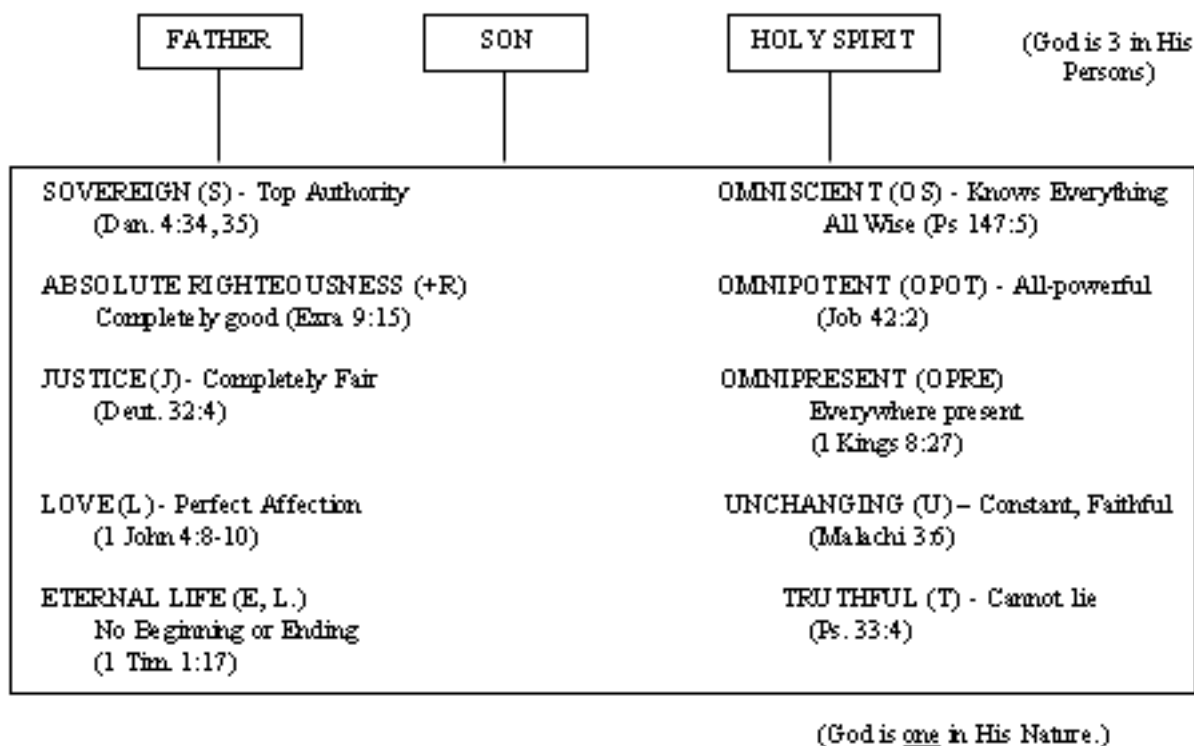 FATHER
SON
HOLY SPIRIT
(God is 3 in His
Persons)
SOVEREIGN (S) - Top Authority
(Dan. 4:34, 35)
ABSOLUTE RIGHTEOUSNESS (+R)
Completely good (Ezra 9:15)
JUSTICE (J) - Completely Fair
(Deut. 32:4)
LOVE (L) - Perfect Affection
(1 John 4:8-10)
ETERNAL LIFE (E, L.)
No Beginning or Ending
(1 Tim. 1:17)
OMNISCIENT (OS) - Knows Everything
All Wise (Ps 147:5)
OMNIPOTENT (OPOT) - All-powerful
(Job 42:2)
OMNIPRESENT (OPRE)
Everywhere present
(1 Kings 8:27)
UNCHANGING (U) – Constant, Faithful
(Malachi 3:6)
TRUTHFUL (T) - Cannot lie
(Ps. 33:4)
(God is one in His Nature.)